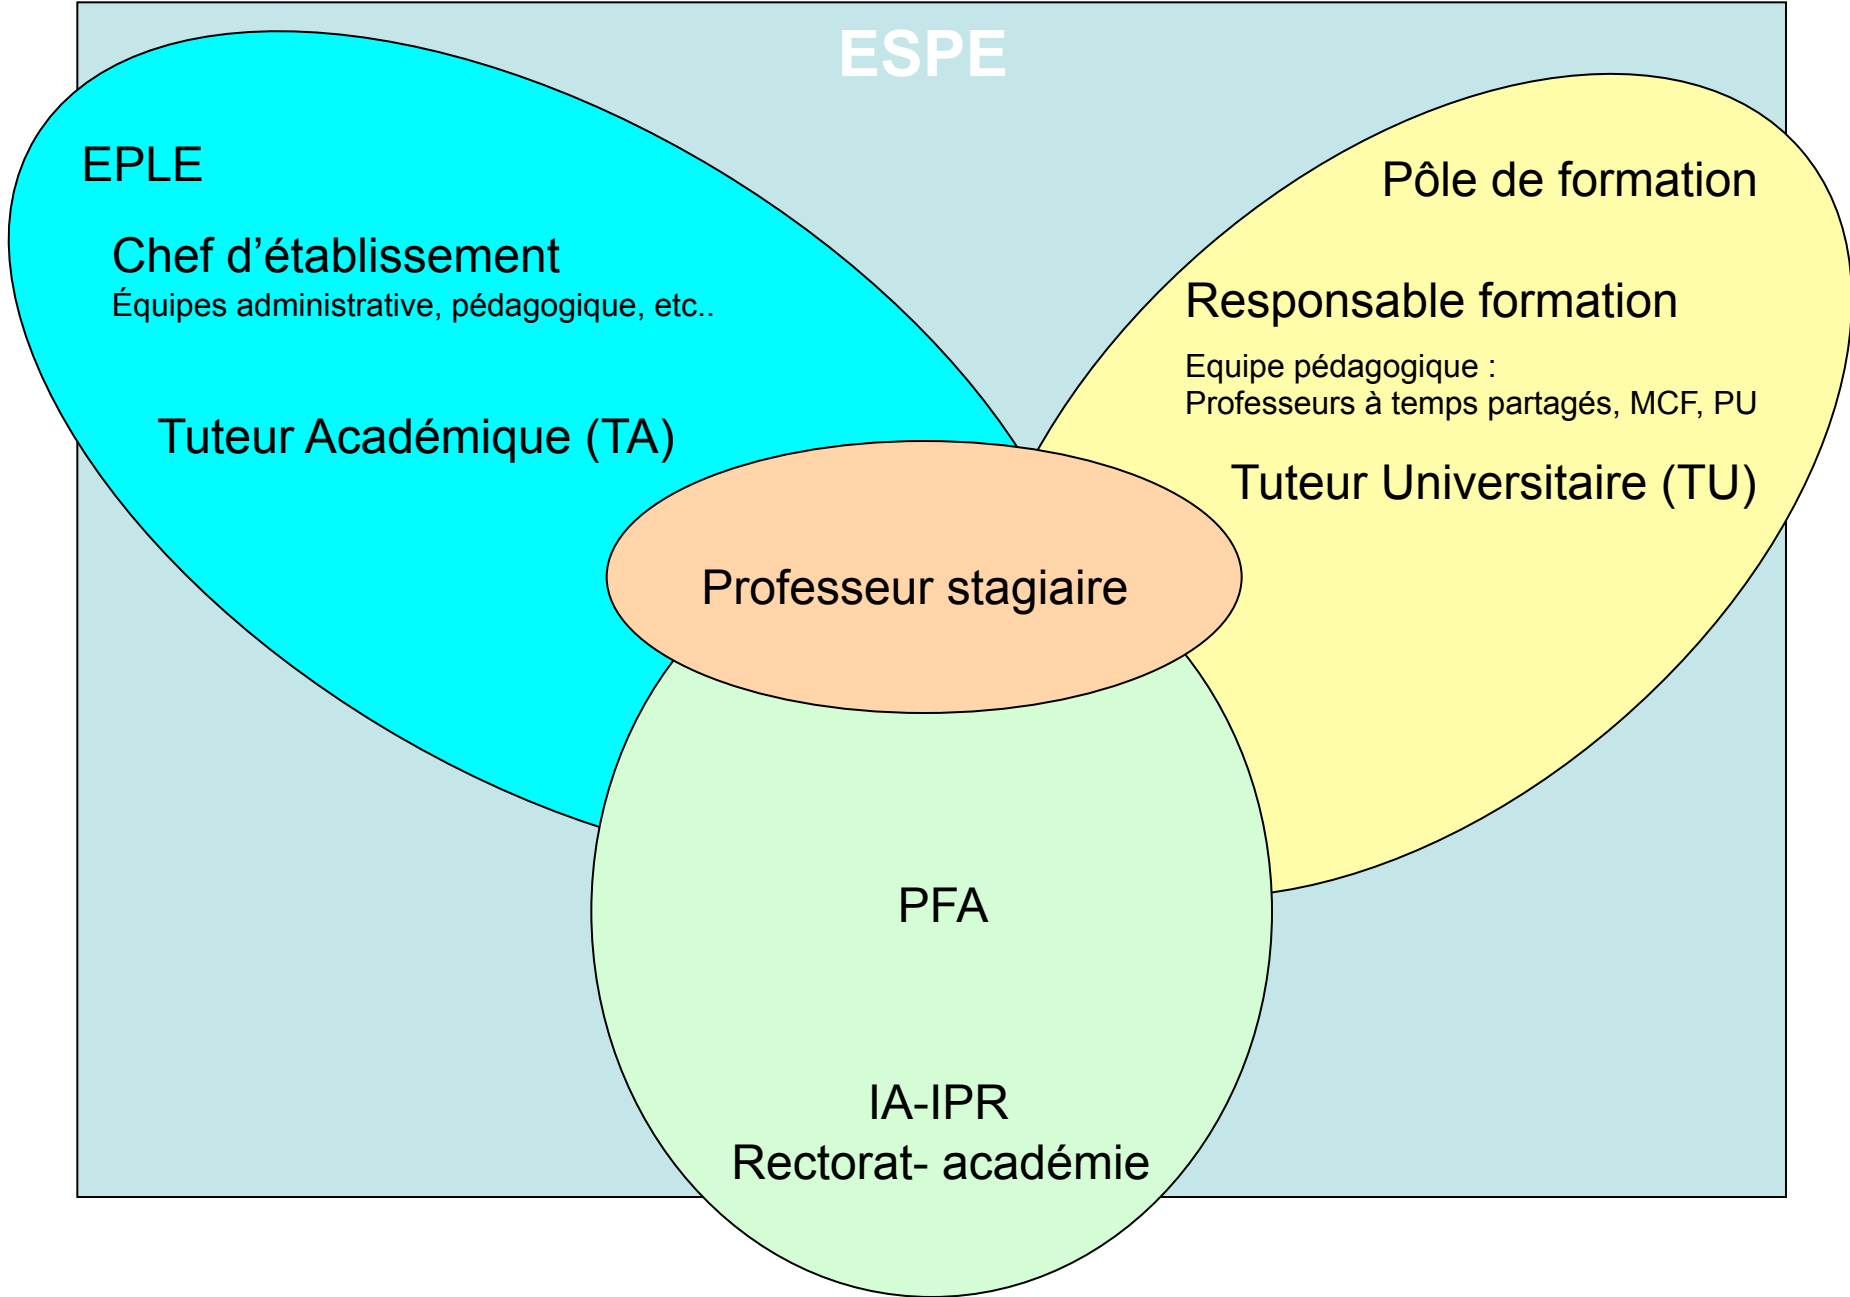 ESPE
EPLE
Chef d’établissement
Équipes administrative, pédagogique, etc..
Tuteur Académique (TA)
Pôle de formation
Responsable formation
Equipe pédagogique :
Professeurs à temps partagés, MCF, PU
Tuteur Universitaire (TU)
Professeur stagiaire
PFA
IA-IPR
Rectorat- académie